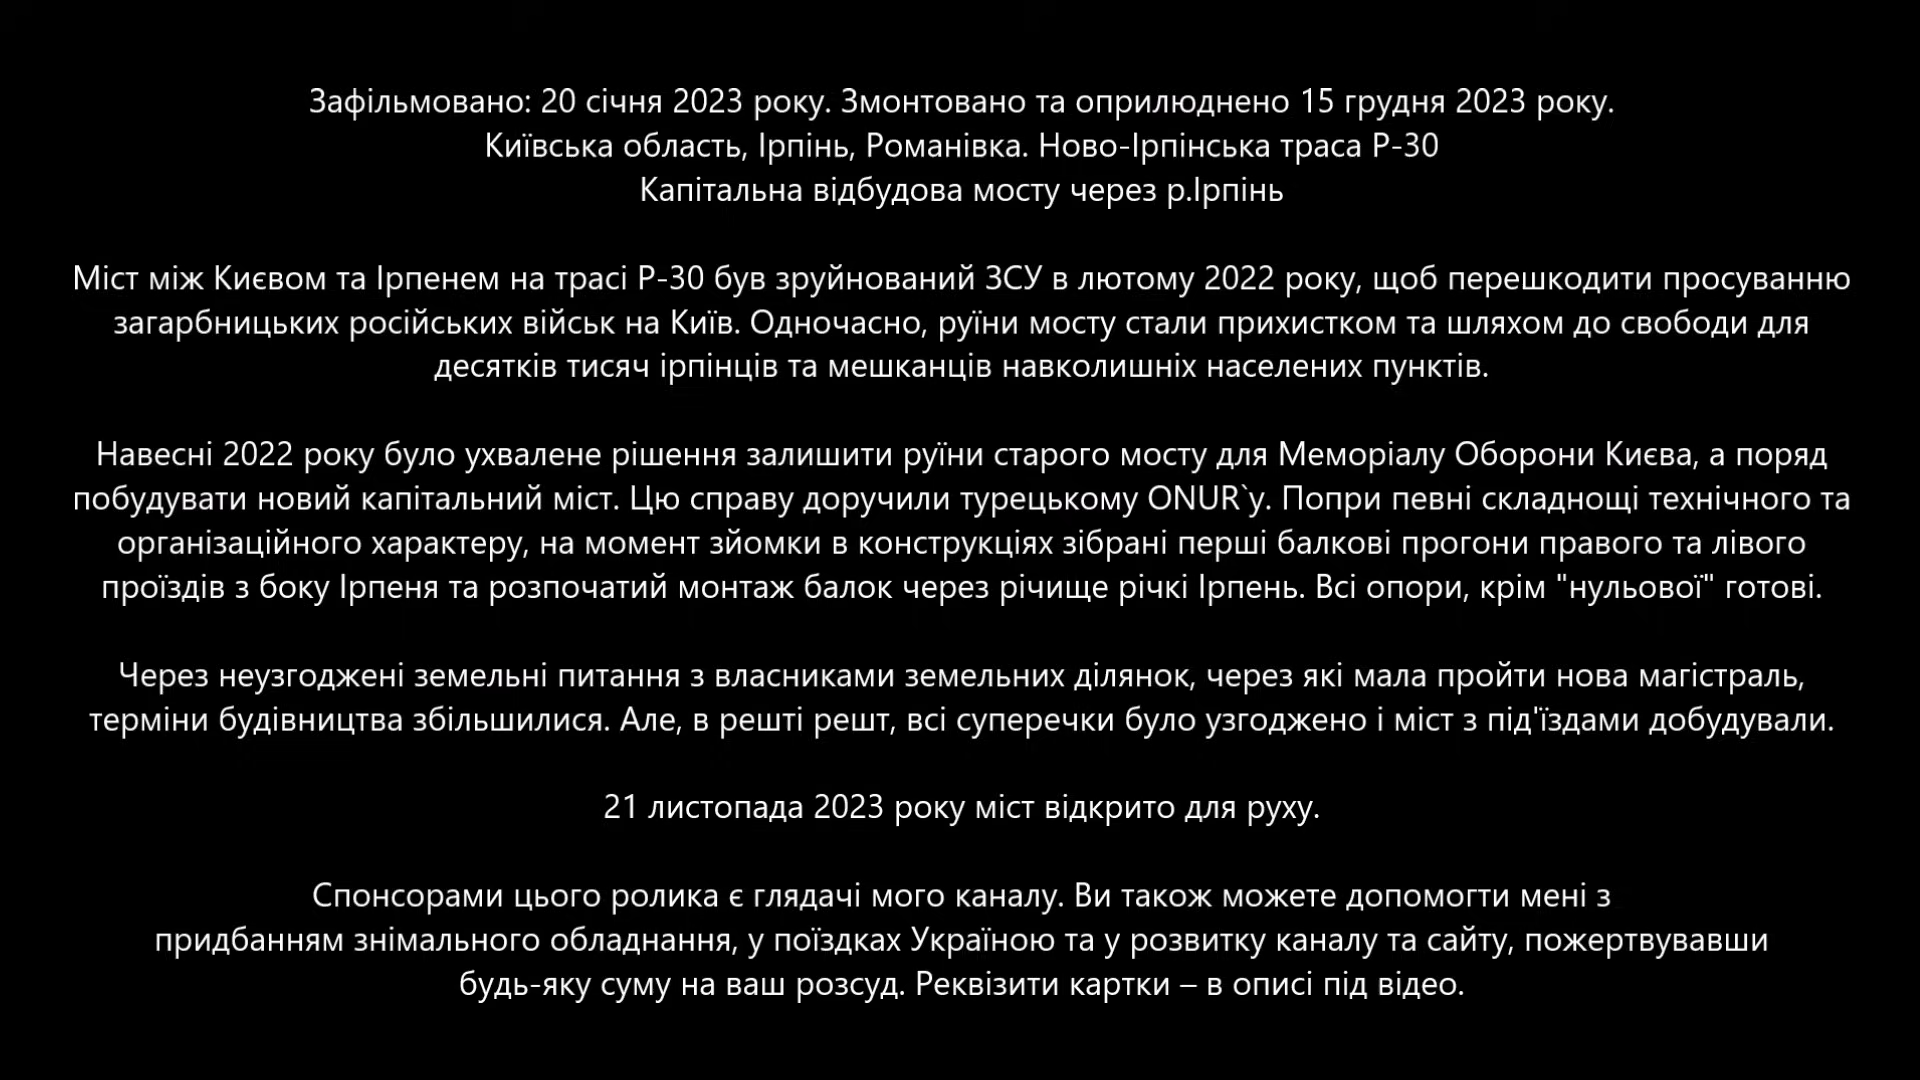 Зафільмовано: 20 січня 2023 року. Змонтовано та оприлюднено 15 грудня 2023 року.
Київська область, Ірпінь, Романівка. Ново-Ірпінська траса Р-30
Капітальна відбудова мосту через р.Ірпінь
Міст між Києвом та Ірпенем на трасі Р-30 був зруйнований ЗСУ в лютому 2022 року, щоб перешкодити просуванню
загарбницьких російських військ на Київ. Одночасно, руїни мосту стали прихистком та шляхом до свободи для
десятків тисяч ірпінців та мешканців навколишніх населених пунктів.
Навесні 2022 року було ухвалене рішення залишити руїни старого мосту для Меморіалу Оборони Києва, а поряд
побудувати новий капітальний міст. Цю справу доручили турецькому ONUR`у. Попри певні складнощі технічного та
організаційного характеру, на момент зйомки в конструкціях зібрані перші балкові прогони правого та лівого
проїздів з боку Ірпеня та розпочатий монтаж балок через річище річкі Ірпень. Всі опори, крім "нульової" готові.
Через неузгоджені земельні питання з власниками земельних ділянок, через які мала пройти нова магістраль,
терміни будівництва збільшилися. Але, в решті решт, всі суперечки було узгоджено і міст з під'їздами добудували.
21 листопада 2023 року міст відкрито для руху.
Спонсорами цього ролика є глядачі мого каналу. Ви також можете допомогти мені з
придбанням знімального обладнання, у поїздках Україною та у розвитку каналу та сайту, пожертвувавши
будь-яку суму на ваш розсуд. Реквізити картки – в описі під відео.